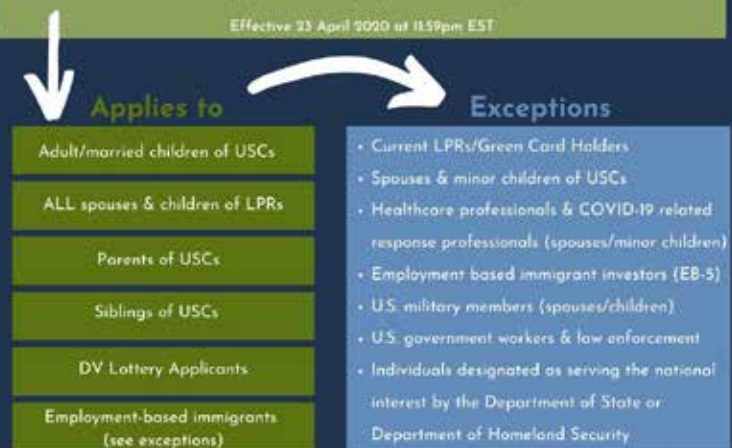 Effective 23 April 2020 at 11:59pm EST
Applies to
Adult/married children of USCs
ALL spouses & children of LPRs
Parents of USCs
Siblings of USCs
DV Lottery Applicants
Employment-based immigrants
(see exceptions)
Exceptions
• Current LPRs/Green Card Holders
• Spouses & minor children of USCs
• Healthcare professionals & COVID-19 related
response professionals (spouses/minor children)
• Employment based immigrant investors (EB-5)
• U.S. military members (spouses/children)
• U.S. government workers & law enforcement
• Individuals designated as serving the national
interest by the Department of State or
Department of Homeland Security